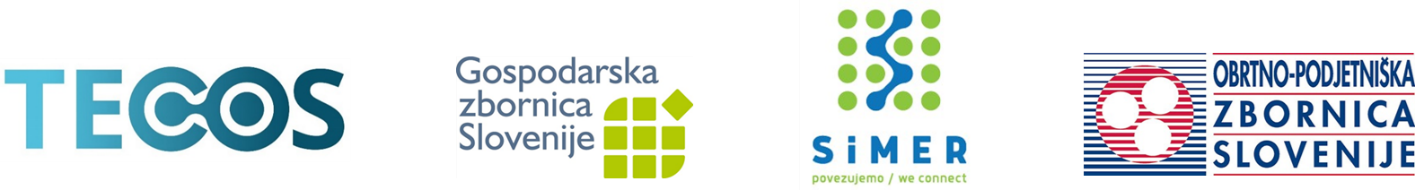 TECOS
Gospodarska
zbornica
Slovenije
SiMER
povezujemo / we connect
OBRTNO-PODJETNIŠKA
ZBORNICA
SLOVENIJE